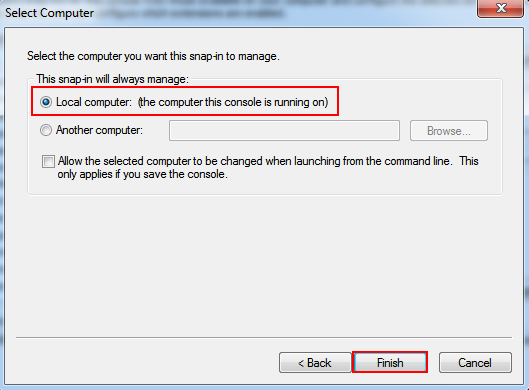 Select Computer
Select the computer you want this snap-in to manage.
This snap-in will always manage:
Local computer: (the computer this console is running on)
Another computer:
Browse...
Allow the selected computer to be changed when launching from the command line. This
only applies if you save the console.
< Back
Finish
Cancel